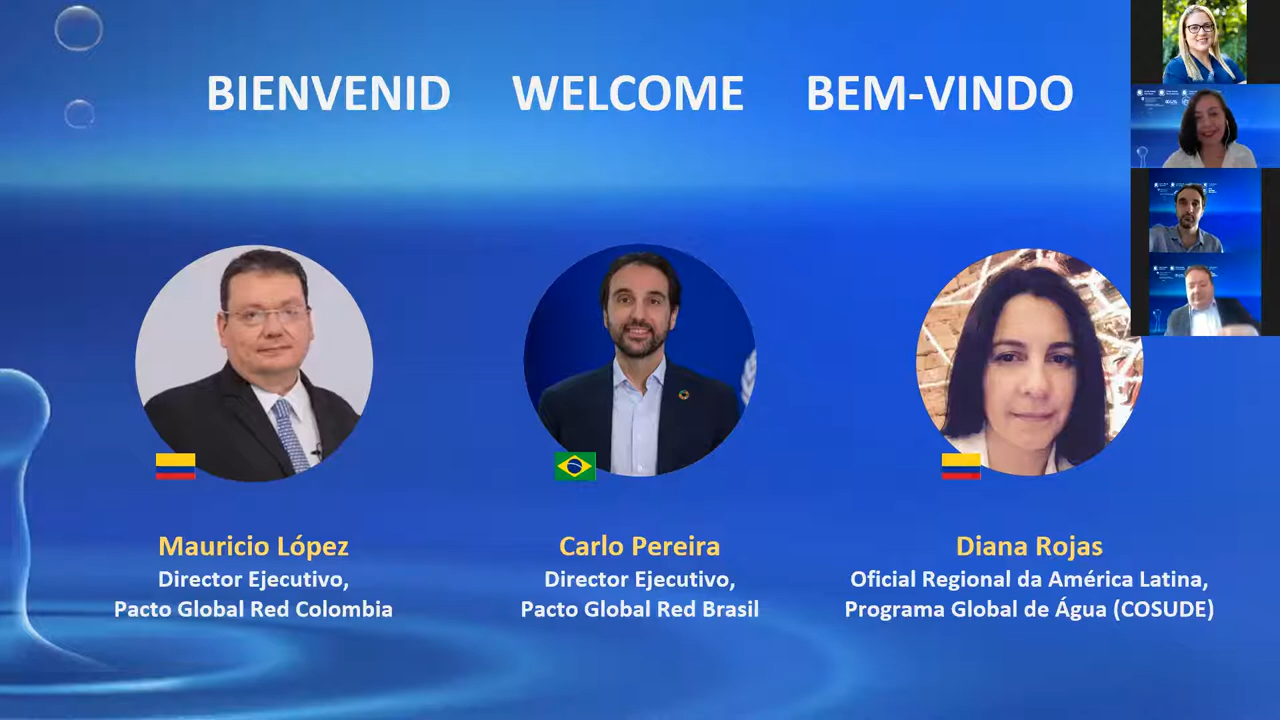 BIENVENID WELCOME BEM-VINDO
Mauricio López
Director Ejecutivo,
Pacto Global Red Colombia
Carlo Pereira
Director Ejecutivo,
Pacto Global Red Brasil
Diana Rojas
Oficial Regional da América Latina,
Programa Global de Água (COSUDE)